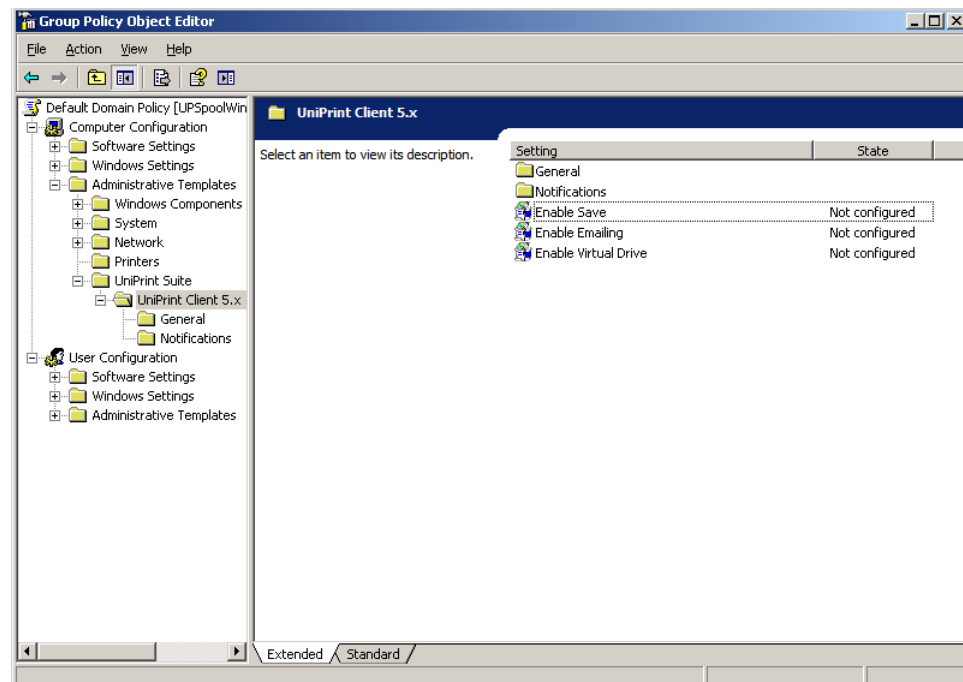 Group Policy Object Editor
File Action View Help
Default Domain Policy [UPSpoolWin
Computer Configuration
Software Settings
Windows Settings
Administrative Templates
Windows Components
System
Network
Printers
UniPrint Suite
UniPrint Client 5.x
General
Notifications
User Configuration
Software Settings
Windows Settings
Administrative Templates
UniPrint Client 5.x
Select an item to view its description.
Setting State
General
Notifications
Enable Save Not configured
Enable Emailing Not configured
Enable Virtual Drive Not configured
Extended Standard